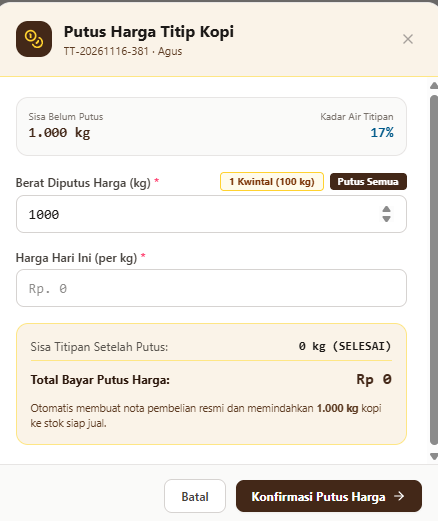 Putus Harga Titip Kopi
TT-20261116-381 · Agus
Sisa Belum Putus
Kadar Air Titipan
1.000 kg
17%
Berat Diputus Harga (kg) *
1 Kwintal (100 kg)
Putus Semua
1000
Harga Hari Ini (per kg) *
Rp. 0
Sisa Titipan Setelah Putus:
0 kg (SELESAI)
Total Bayar Putus Harga:
Rp 0
Otomatis membuat nota pembelian resmi dan memindahkan 1.000 kg kopi
ke stok siap jual.
Batal
Konfirmasi Putus Harga →